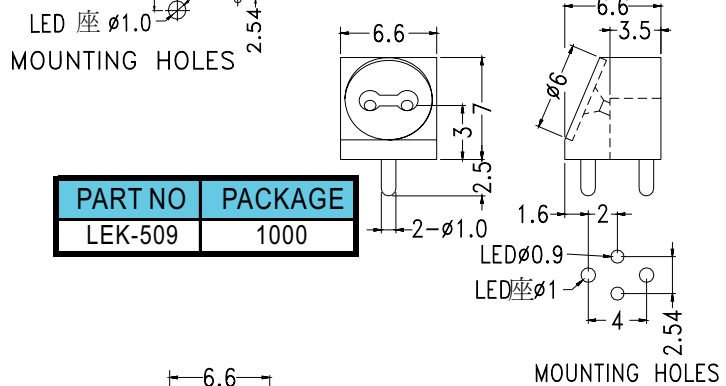 LED 座 ø1.0
2.54
MOUNTING HOLES
6.6
6.6
3.5
ø6
7
3
2.5
2-ø1.0
PART NO PACKAGE
LEK-509 1000
1.6
2
LEDø0.9
LED座ø1
4
2.54
MOUNTING HOLES
6.6